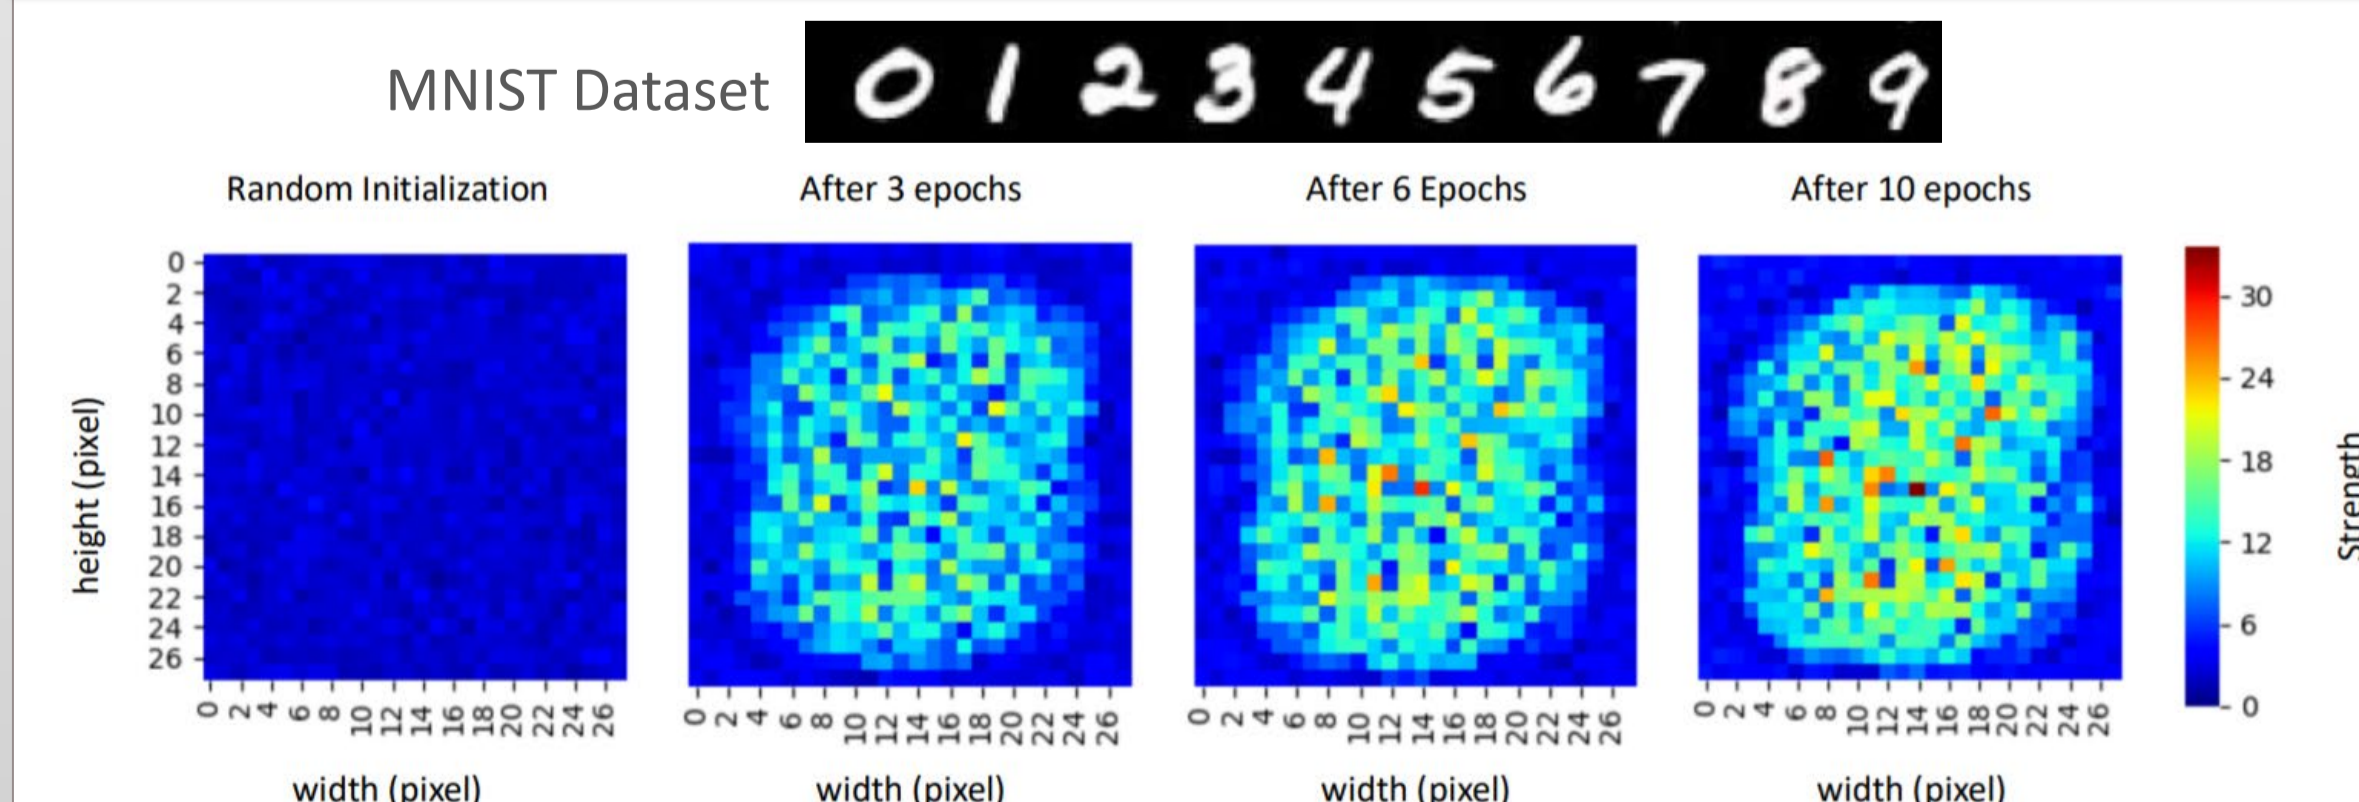 MNIST Dataset
0 1 2 3 4 5 6 7 8 9
Random Initialization
After 3 epochs
After 6 Epochs
After 10 epochs
height (pixel)
0
2
4
6
8
10
12
14
16
18
20
22
24
26
0 2 4 6 8 10 12 14 16 18 20 22 24 26
0 2 4 6 8 10 12 14 16 18 20 22 24 26
0 2 4 6 8 10 12 14 16 18 20 22 24 26
0 2 4 6 8 10 12 14 16 18 20 22 24 26
width (pixel)
width (pixel)
width (pixel)
width (pixel)
30
24
18
12
6
0
Strength